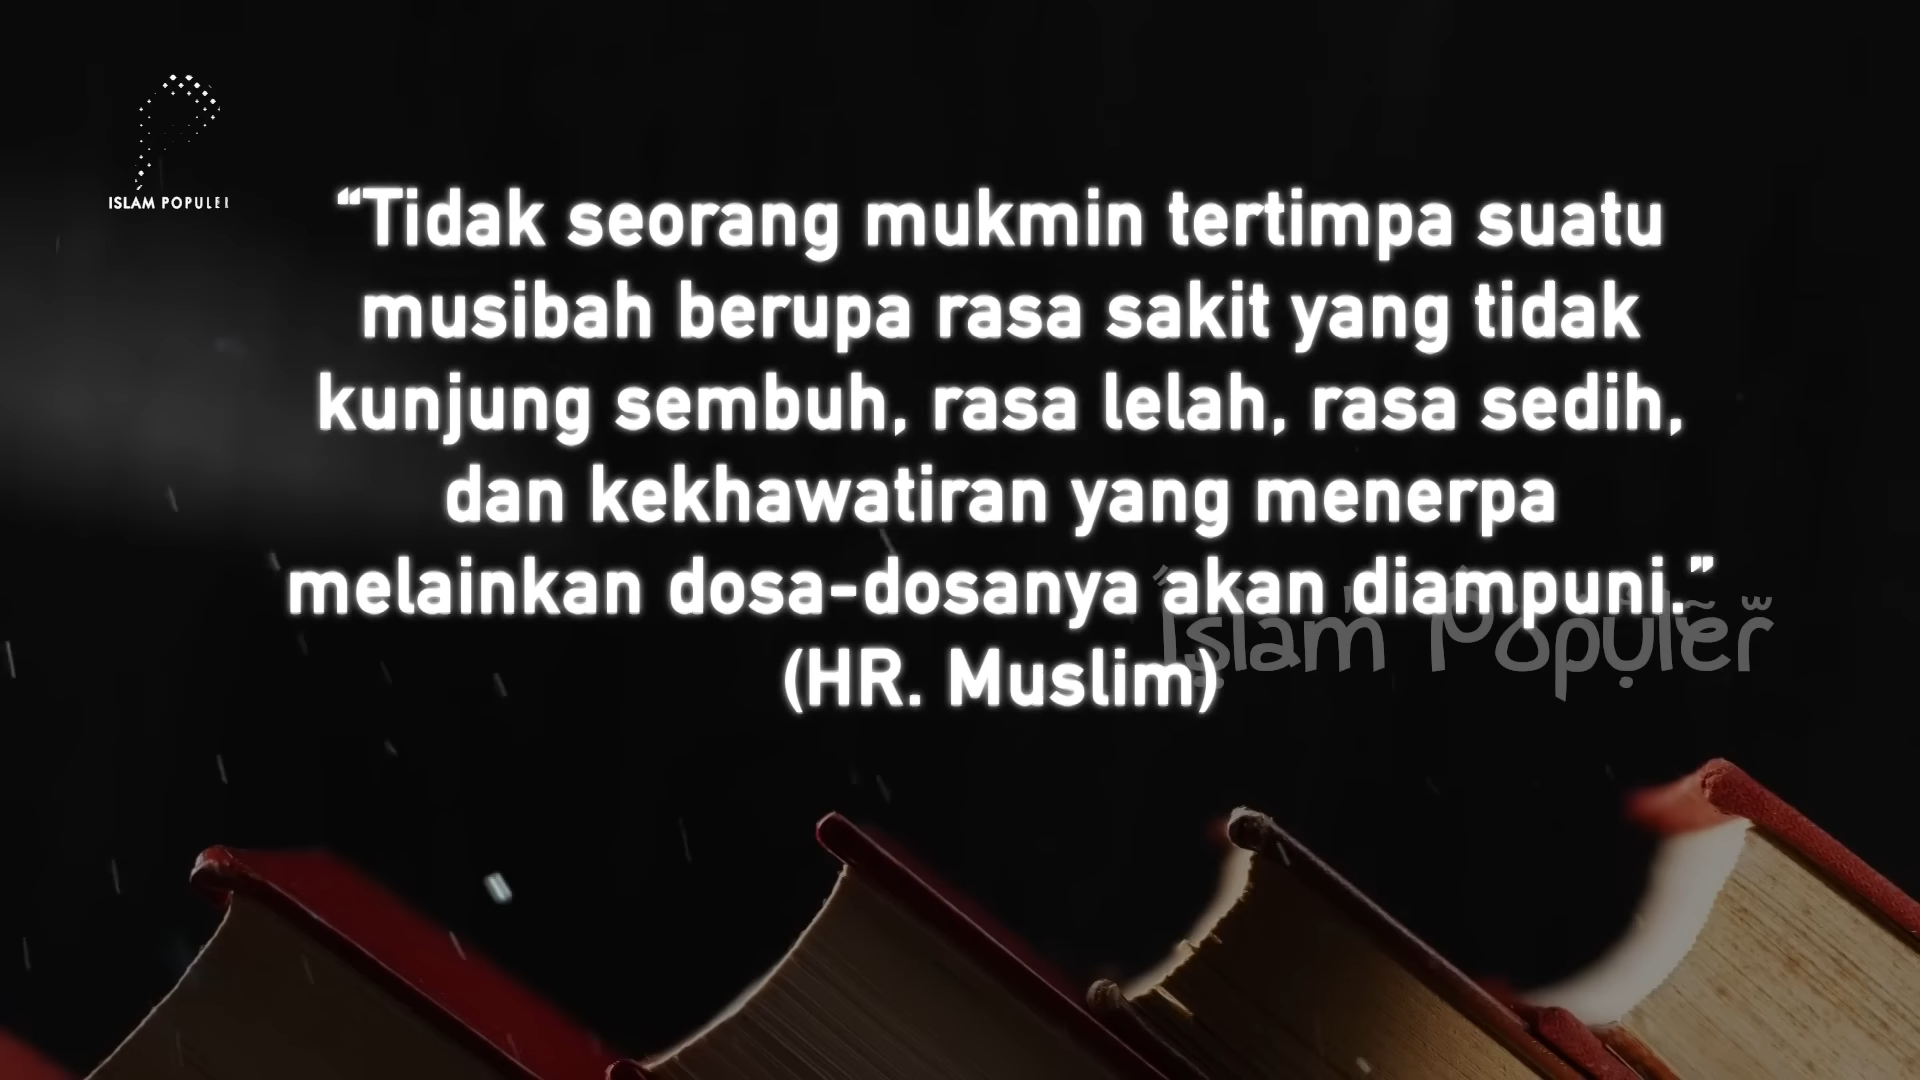 ISLAM POPULER
“Tidak seorang mukmin tertimpa suatu
musibah berupa rasa sakit yang tidak
kunjung sembuh, rasa lelah, rasa sedih,
dan kekhawatiran yang menerpa
melainkan dosa-dosanya akan diampuni.”
(HR. Muslim)
Islam Populer